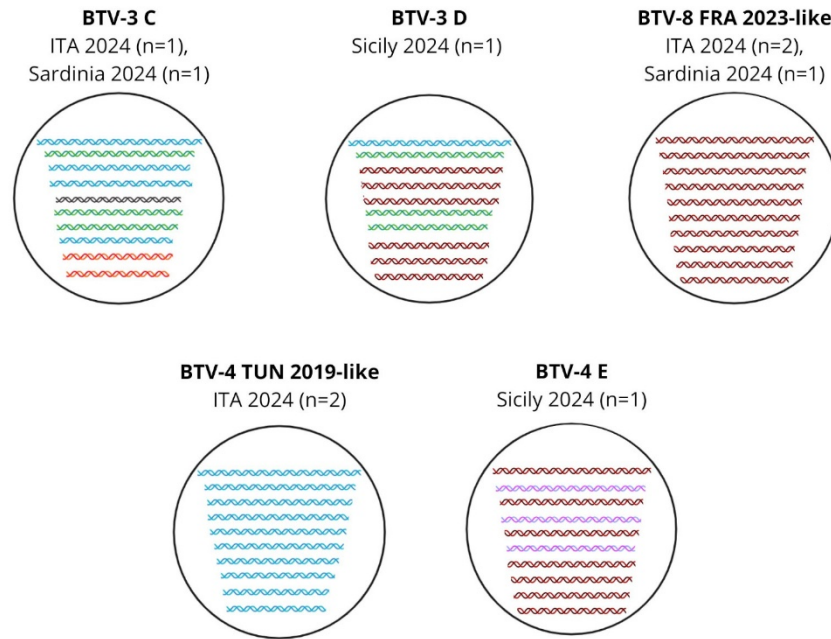 BTV-3 C
ITA 2024 (n=1),
Sardinia 2024 (n=1)
BTV-3 D
Sicily 2024 (n=1)
BTV-8 FRA 2023-like
ITA 2024 (n=2),
Sardinia 2024 (n=1)
BTV-4 TUN 2019-like
ITA 2024 (n=2)
BTV-4 E
Sicily 2024 (n=1)